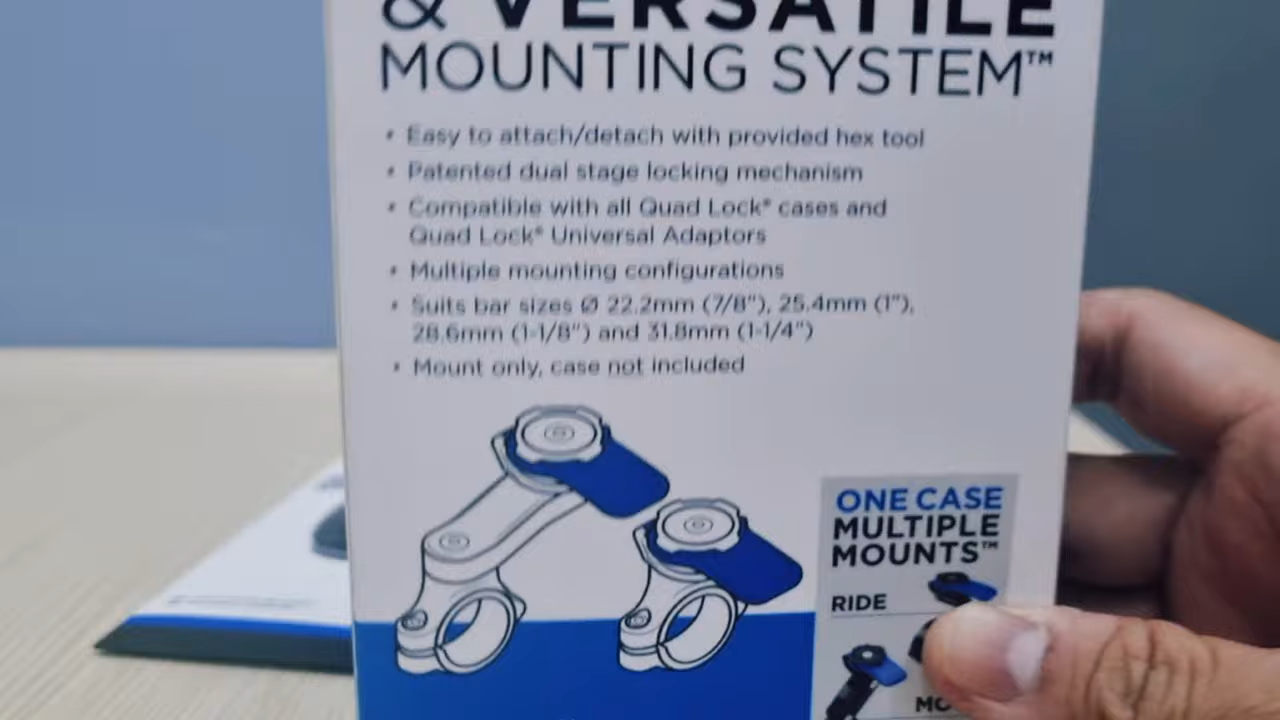 & VERSATILE
MOUNTING SYSTEM™
• Easy to attach/detach with provided hex tool
• Patented dual stage locking mechanism
• Compatible with all Quad Lock® cases and
Quad Lock® Universal Adaptors
• Multiple mounting configurations
• Suits bar sizes Ø 22.2mm (7/8"), 25.4mm (1"),
28.6mm (1-1/8") and 31.8mm (1-1/4")
• Mount only, case not included
ONE CASE
MULTIPLE
MOUNTS™
RIDE